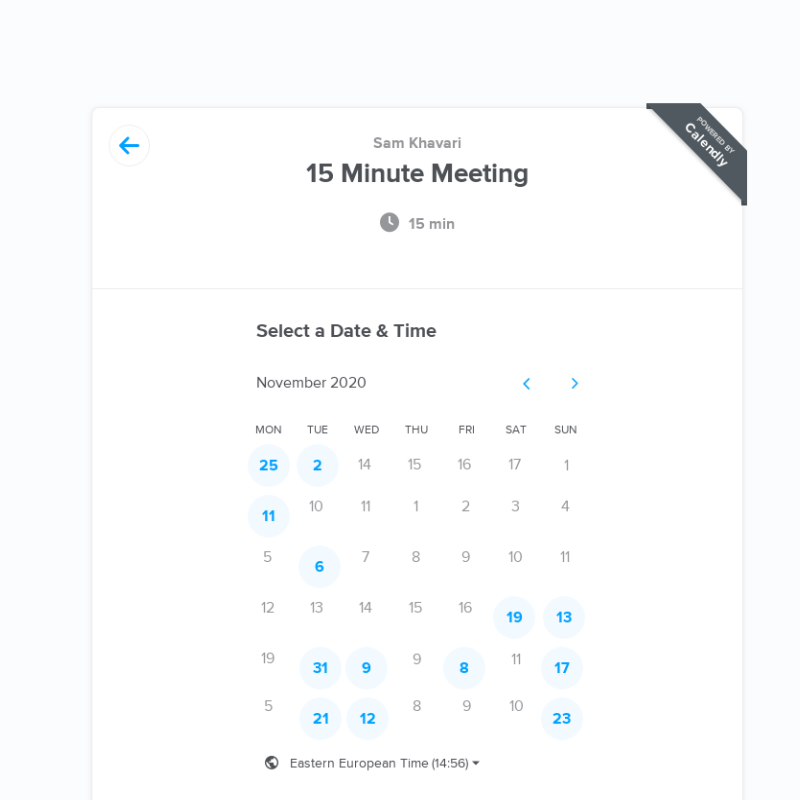 POWERED BY
Calendly
Sam Khavari
15 Minute Meeting
15 min
Select a Date & Time
November 2020
MON TUE WED THU FRI SAT SUN
25 2 14 15 16 17 1
11 10 11 1 2 3 4
5 6 7 8 9 10 11
12 13 14 15 16 19 13
19 31 9 9 8 11 17
5 21 12 8 9 10 23
Eastern European Time (14:56)